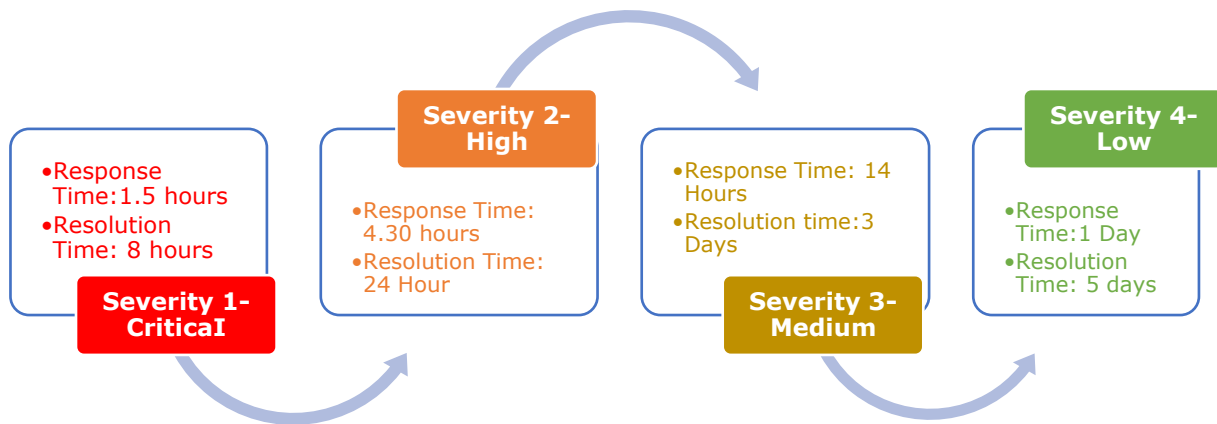 •Response
Time:1.5 hours
•Resolution
Time: 8 hours
Severity 1-
CriticaI
Severity 2-
High
•Response Time:
4.30 hours
•Resolution Time:
24 Hour
•Response Time: 14
Hours
•Resolution time:3
Days
Severity 3-
Medium
Severity 4-
Low
•Response
Time:1 Day
•Resolution
Time: 5 days